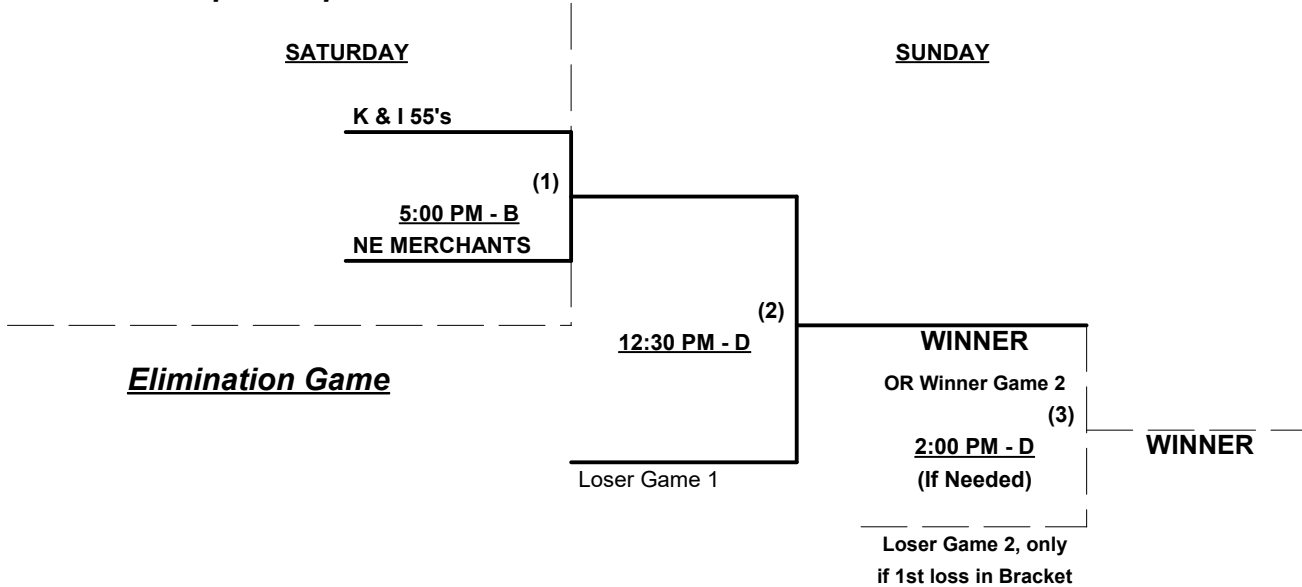 SATURDAY
SUNDAY
K & I 55's
(1)
5:00 PM - B
NE MERCHANTS
(2)
12:30 PM - D
WINNER
Elimination Game
OR Winner Game 2
(3)
2:00 PM - D
WINNER
Loser Game 1
(If Needed)
Loser Game 2, only
if 1st loss in Bracket